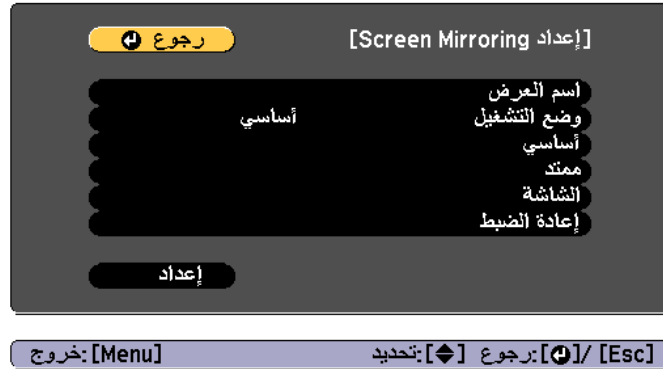 [إعداد Screen Mirroring]
رجوع
اسم العرض
وضع التشغيل أساسي
أساسي
ممتد
الشاشة
إعادة الضبط
إعداد
[Esc] /[⏎]:رجوع [◆]:تحديد [Menu]:خروج